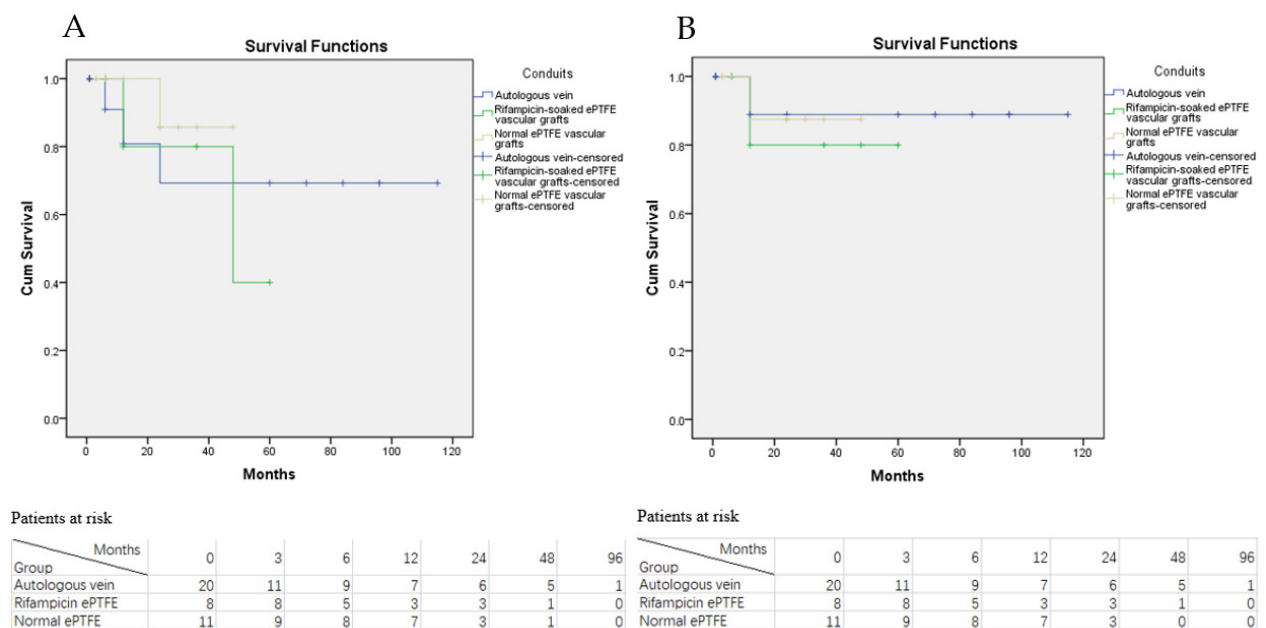 A
Survival Functions
Cum Survival
1.0
0.8
0.6
0.4
0.2
0.0
0 20 40 60 80 100 120
Months
Conduits
Autologous vein
Rifampicin-soaked ePTFE
vascular grafts
Normal ePTFE vascular
grafts
Autologous vein-censored
Rifampicin-soaked ePTFE
vascular grafts-censored
Normal ePTFE vascular
grafts-censored
B
Survival Functions
Cum Survival
1.0
0.8
0.6
0.4
0.2
0.0
0 20 40 60 80 100 120
Months
Conduits
Autologous vein
Rifampicin-soaked ePTFE
vascular grafts
Normal ePTFE vascular
grafts
Autologous vein-censored
Rifampicin-soaked ePTFE
vascular grafts-censored
Normal ePTFE vascular
grafts-censored
Patients at risk
Months 0 3 6 12 24 48 96
Group
Autologous vein 20 11 9 7 6 5 1
Rifampicin ePTFE 8 8 5 3 3 1 0
Normal ePTFE 11 9 8 7 3 1 0
Patients at risk
Months 0 3 6 12 24 48 96
Group
Autologous vein 20 11 9 7 6 5 1
Rifampicin ePTFE 8 8 5 3 3 1 0
Normal ePTFE 11 9 8 7 3 0 0